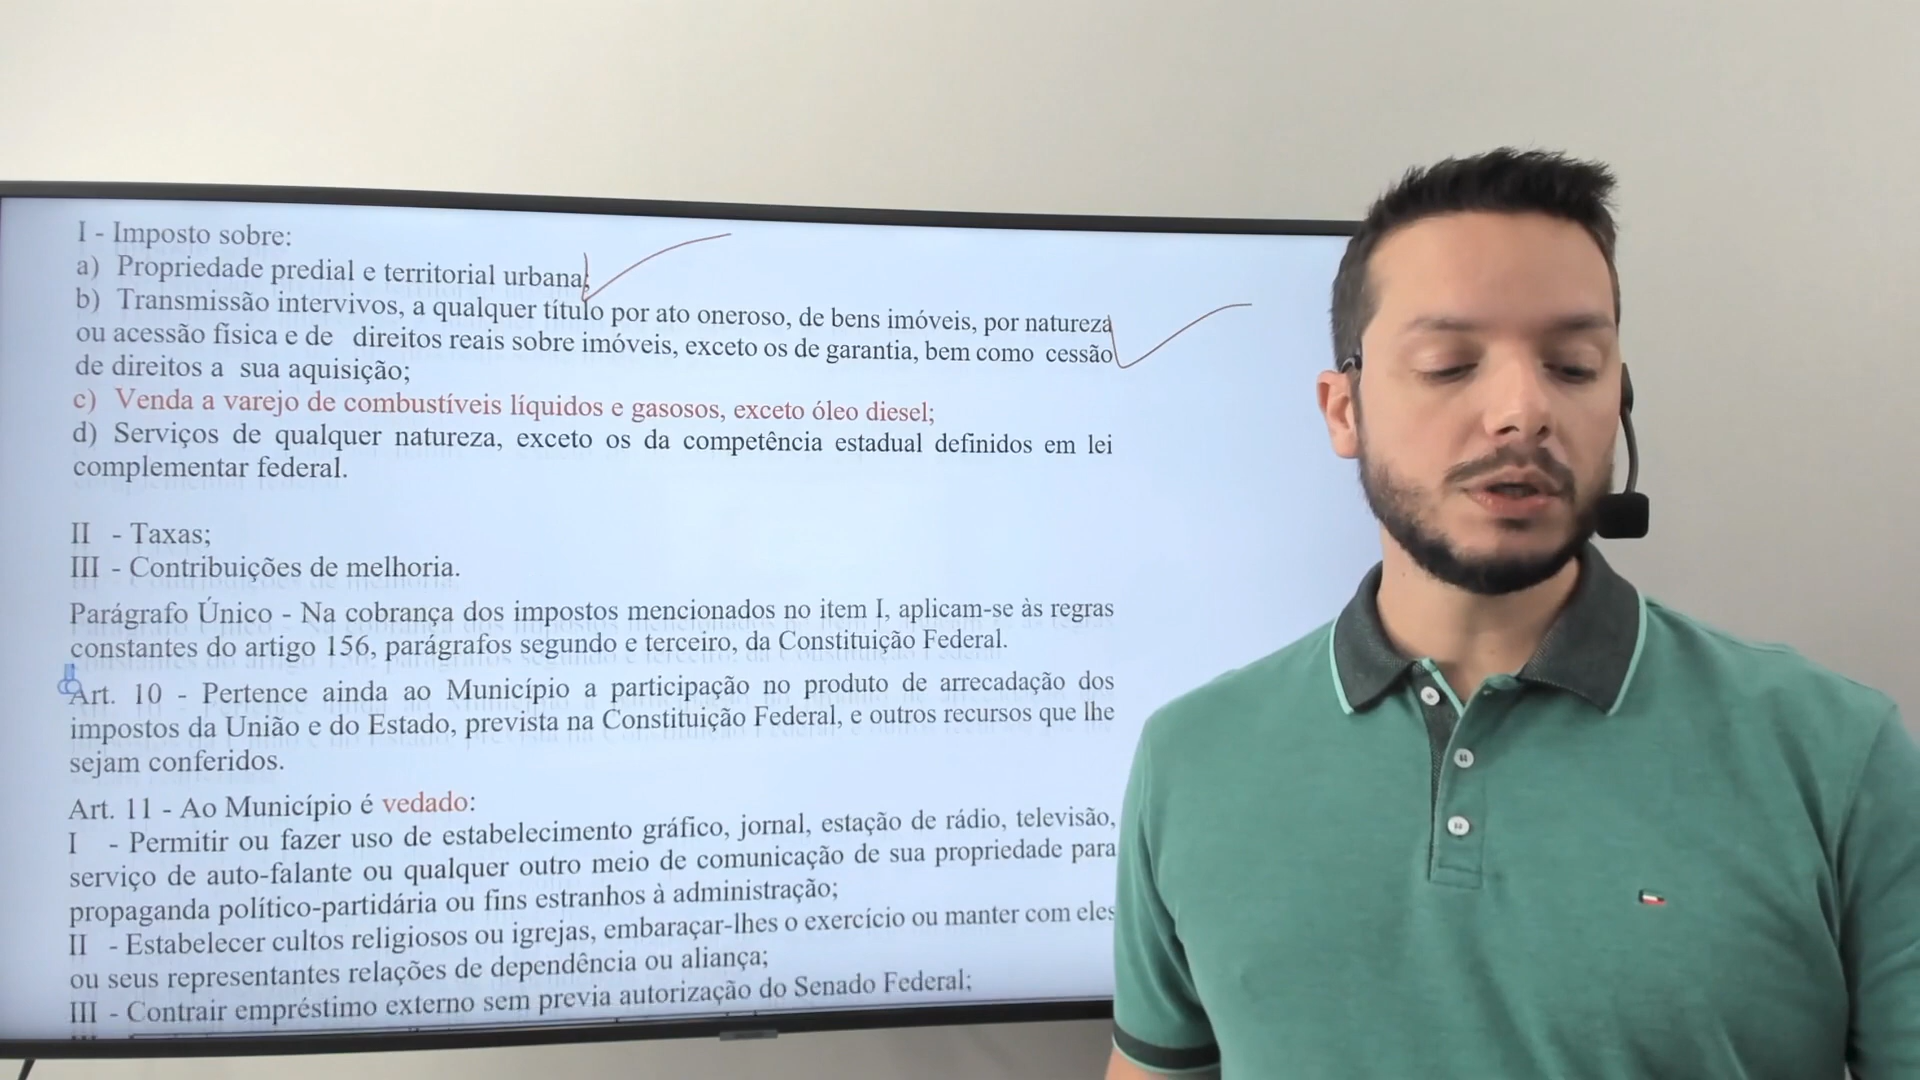 I - Imposto sobre:
a) Propriedade predial e territorial urbana;
b) Transmissão intervivos, a qualquer título por ato oneroso, de bens imóveis, por natureza
ou acessão física e de direitos reais sobre imóveis, exceto os de garantia, bem como cessão
de direitos a sua aquisição;
c) Venda a varejo de combustíveis líquidos e gasosos, exceto óleo diesel;
d) Serviços de qualquer natureza, exceto os da competência estadual definidos em lei
complementar federal.
II - Taxas;
III - Contribuições de melhoria.
Parágrafo Único - Na cobrança dos impostos mencionados no item I, aplicam-se às regras
constantes do artigo 156, parágrafos segundo e terceiro, da Constituição Federal.
Art. 10 - Pertence ainda ao Município a participação no produto de arrecadação dos
impostos da União e do Estado, prevista na Constituição Federal, e outros recursos que lhe
sejam conferidos.
Art. 11 - Ao Município é vedado:
I - Permitir ou fazer uso de estabelecimento gráfico, jornal, estação de rádio, televisão,
serviço de auto-falante ou qualquer outro meio de comunicação de sua propriedade para
propaganda político-partidária ou fins estranhos à administração;
II - Estabelecer cultos religiosos ou igrejas, embaraçar-lhes o exercício ou manter com eles
ou seus representantes relações de dependência ou aliança;
III - Contrair empréstimo externo sem previa autorização do Senado Federal;